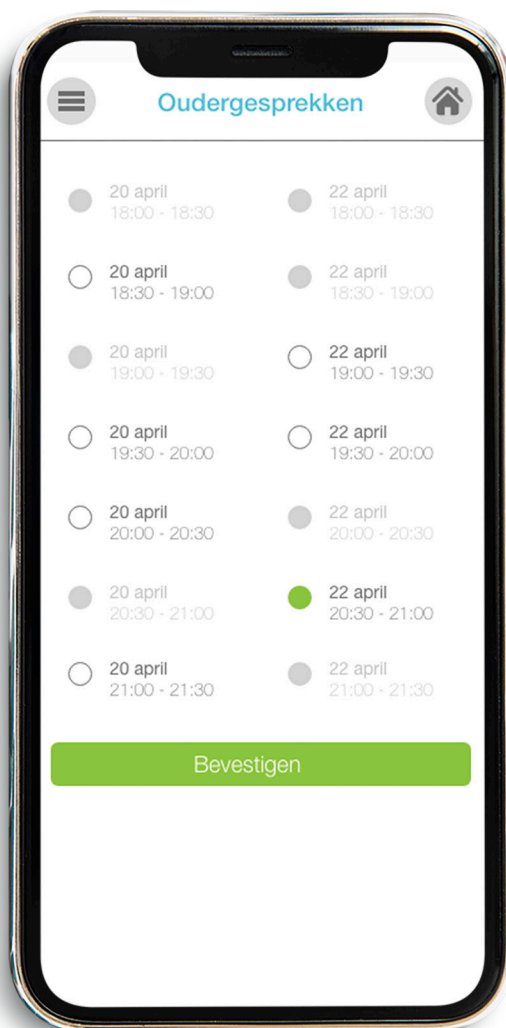 Oudergesprekken
20 april
18:00 - 18:30
22 april
18:00 - 18:30
20 april
18:30 - 19:00
22 april
18:30 - 19:00
20 april
19:00 - 19:30
22 april
19:00 - 19:30
20 april
19:30 - 20:00
22 april
19:30 - 20:00
20 april
20:00 - 20:30
22 april
20:00 - 20:30
20 april
20:30 - 21:00
22 april
20:30 - 21:00
20 april
21:00 - 21:30
22 april
21:00 - 21:30
Bevestigen